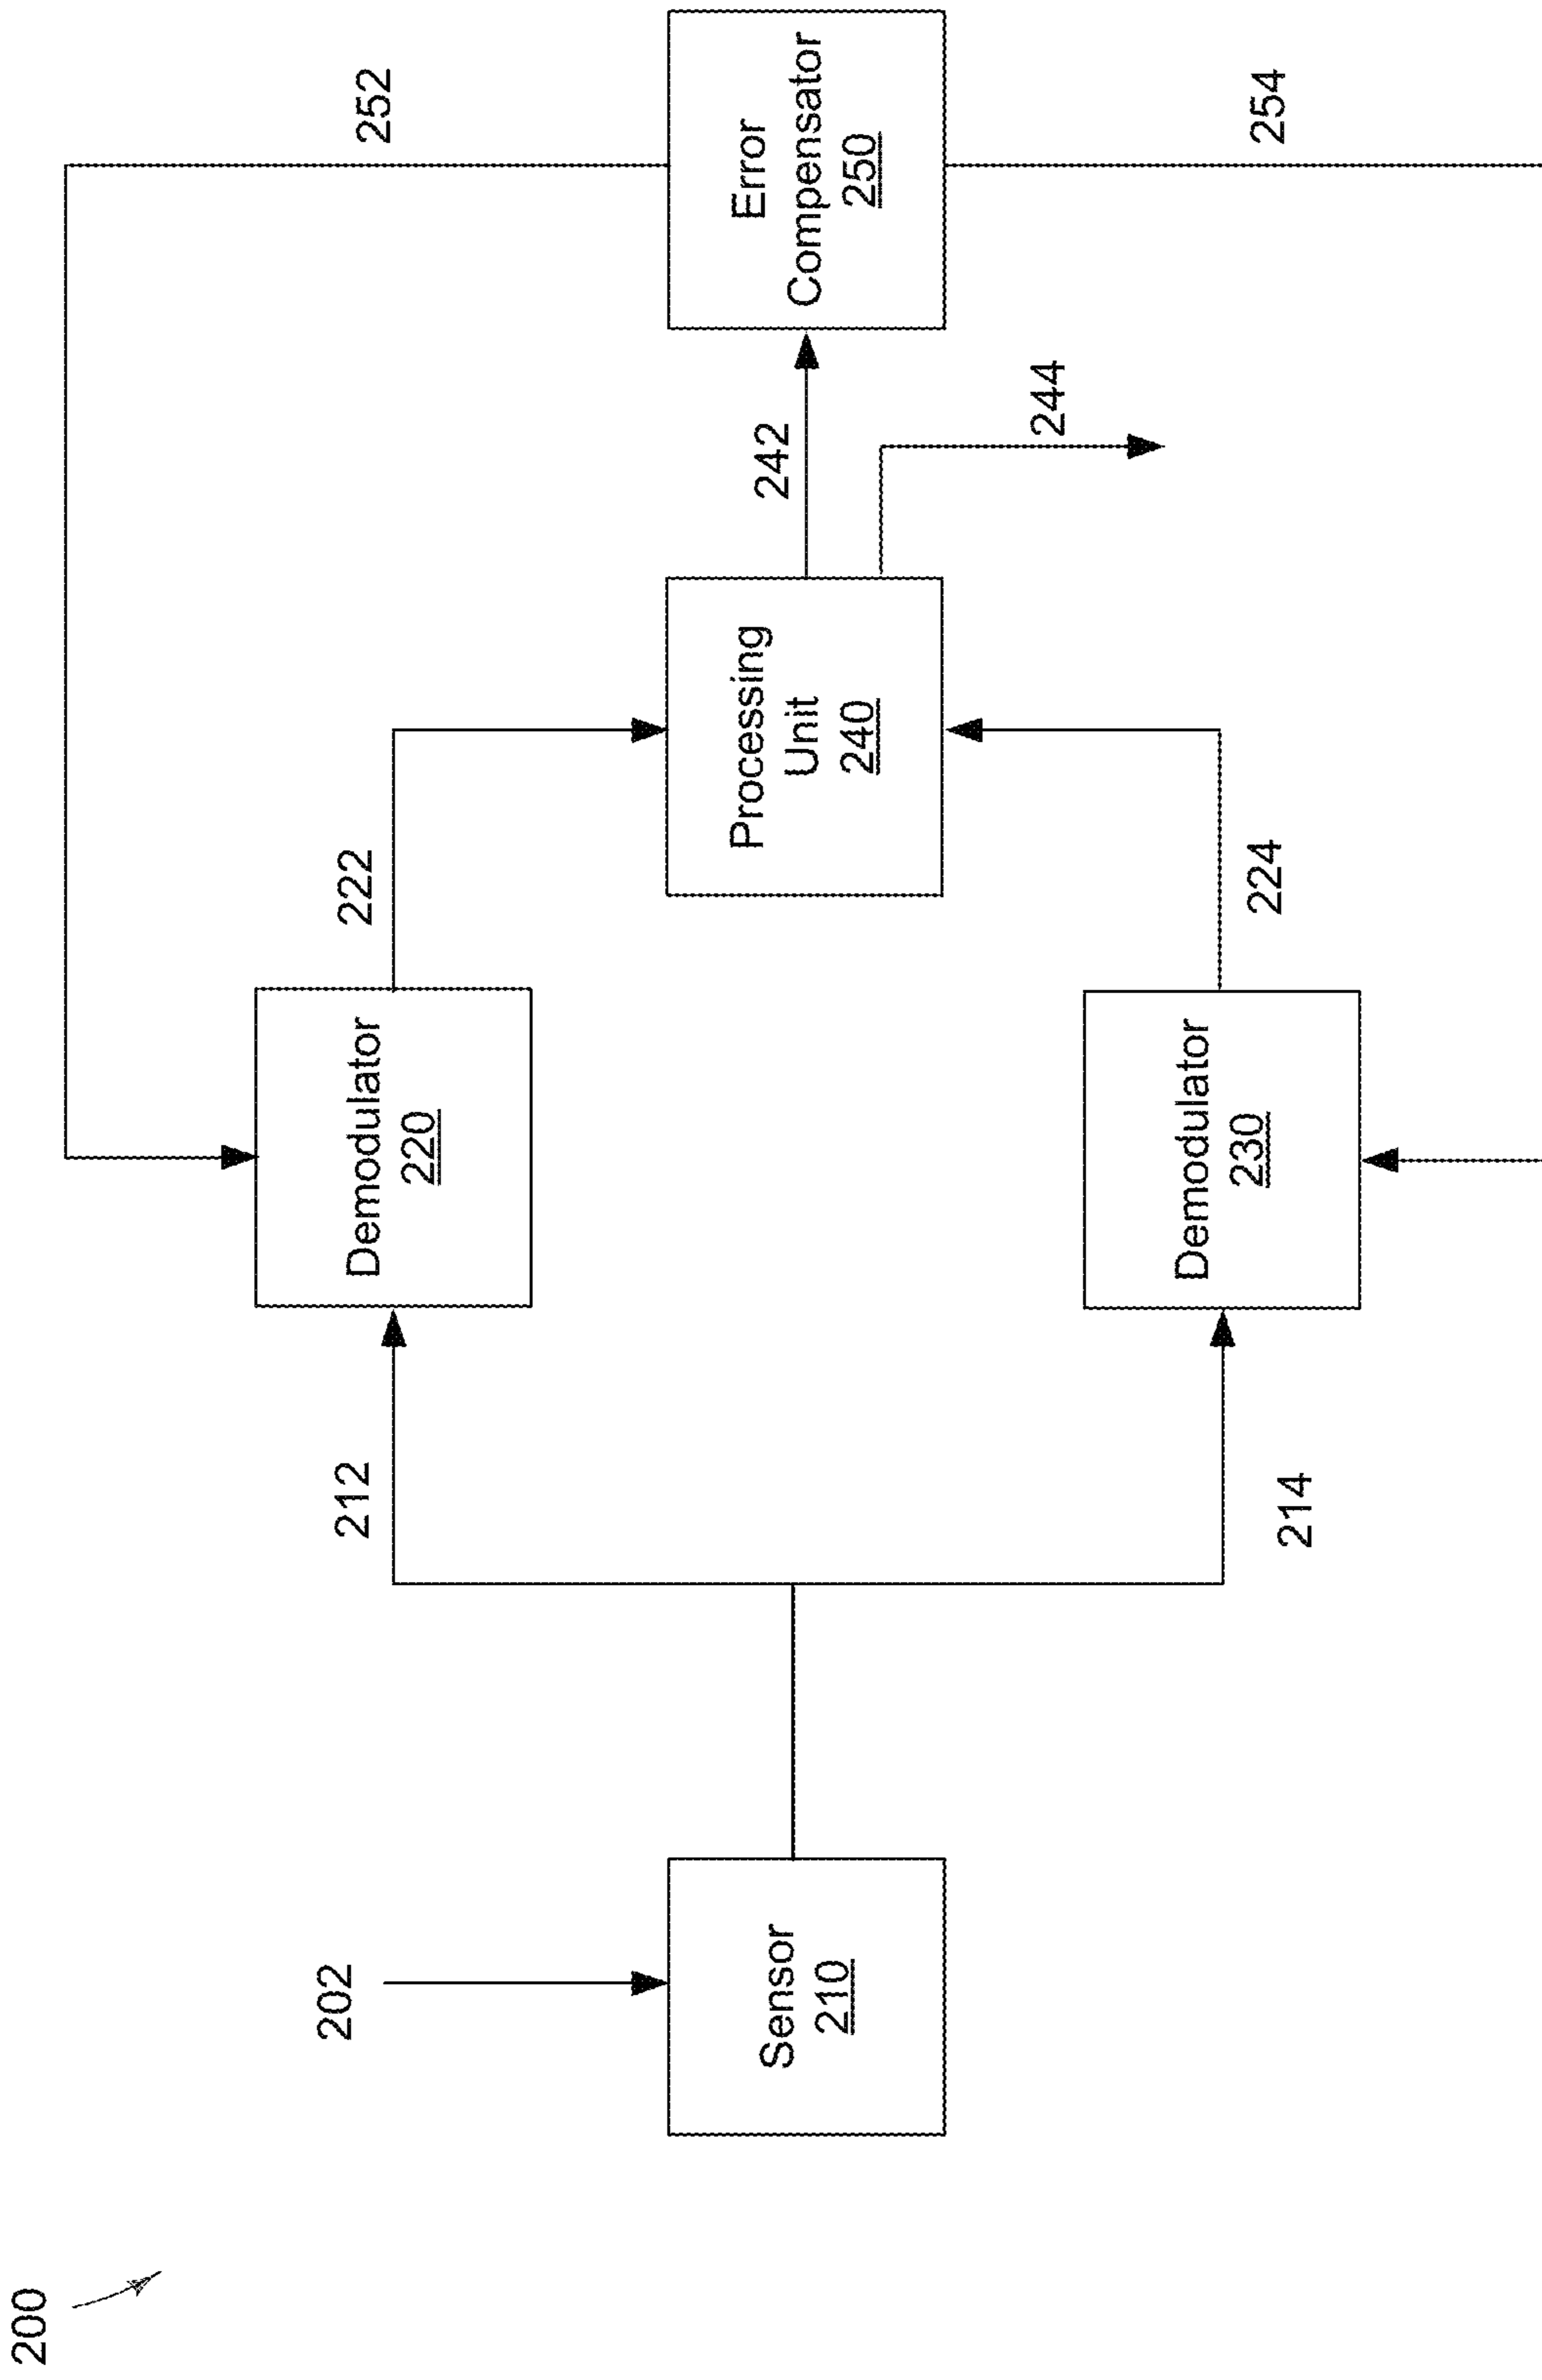 200
202
Sensor
210
212
214
Demodulator
220
Demodulator
230
222
224
Processing
Unit
240
242
244
Error
Compensator
250
252
254